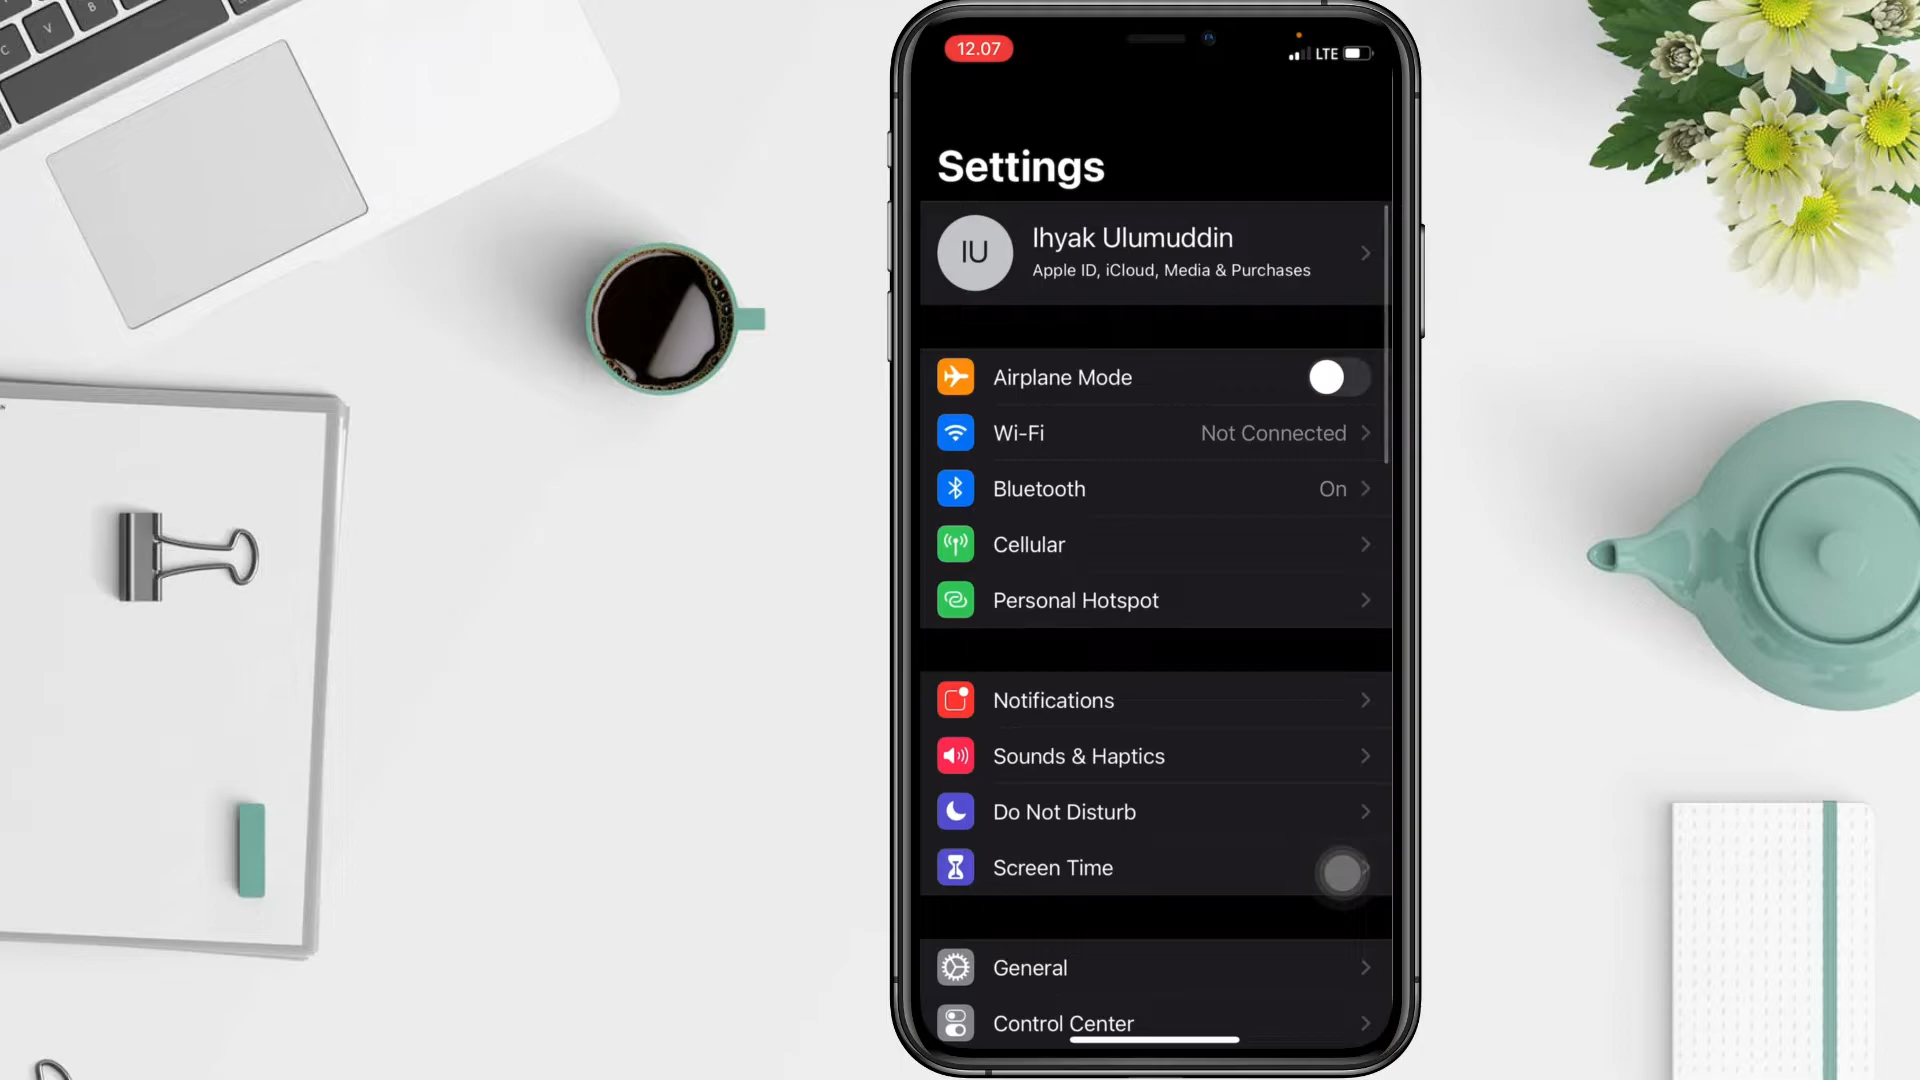 C
V
B
12.07
LTE
Settings
IU
Ihyak Ulumuddin
Apple ID, iCloud, Media & Purchases
Airplane Mode
Wi-Fi
Not Connected
Bluetooth
On
Cellular
Personal Hotspot
Notifications
Sounds & Haptics
Do Not Disturb
Screen Time
General
Control Center